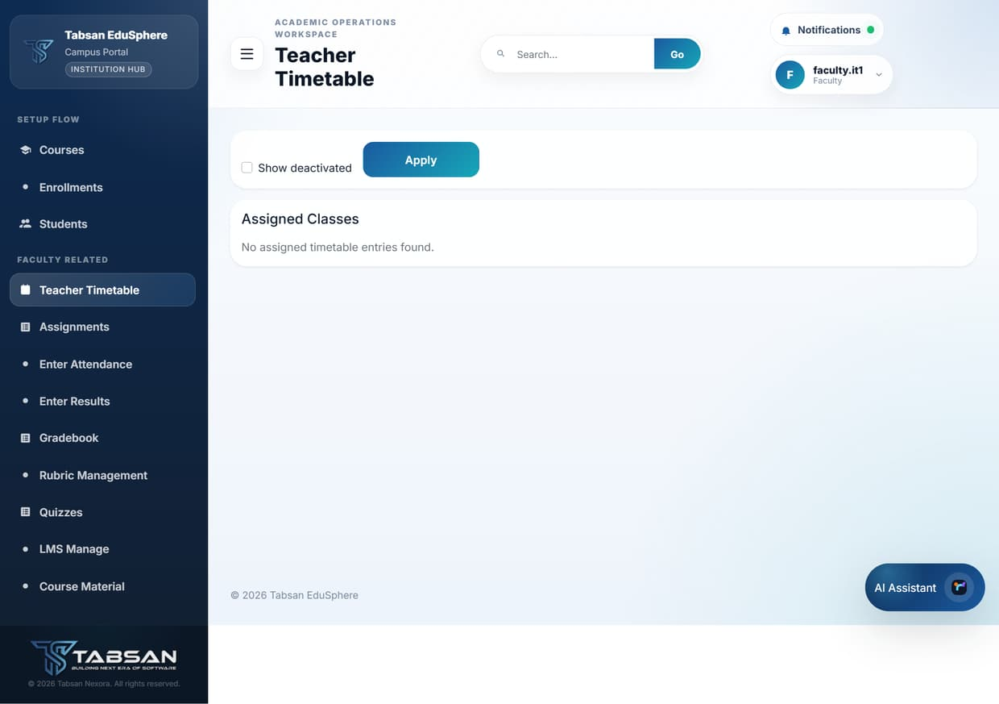 Tabsan EduSphere
Campus Portal
INSTITUTION HUB
SETUP FLOW
Courses
Enrollments
Students
FACULTY RELATED
Teacher Timetable
Assignments
Enter Attendance
Enter Results
Gradebook
Rubric Management
Quizzes
LMS Manage
Course Material
TABSAN
BUILDING NEXT ERA OF SOFTWARE
© 2026 Tabsan Nexora. All rights reserved.
ACADEMIC OPERATIONS
WORKSPACE
Teacher
Timetable
Search...
Go
Notifications
F
faculty.it1
Faculty
Show deactivated
Apply
Assigned Classes
No assigned timetable entries found.
© 2026 Tabsan EduSphere
AI Assistant